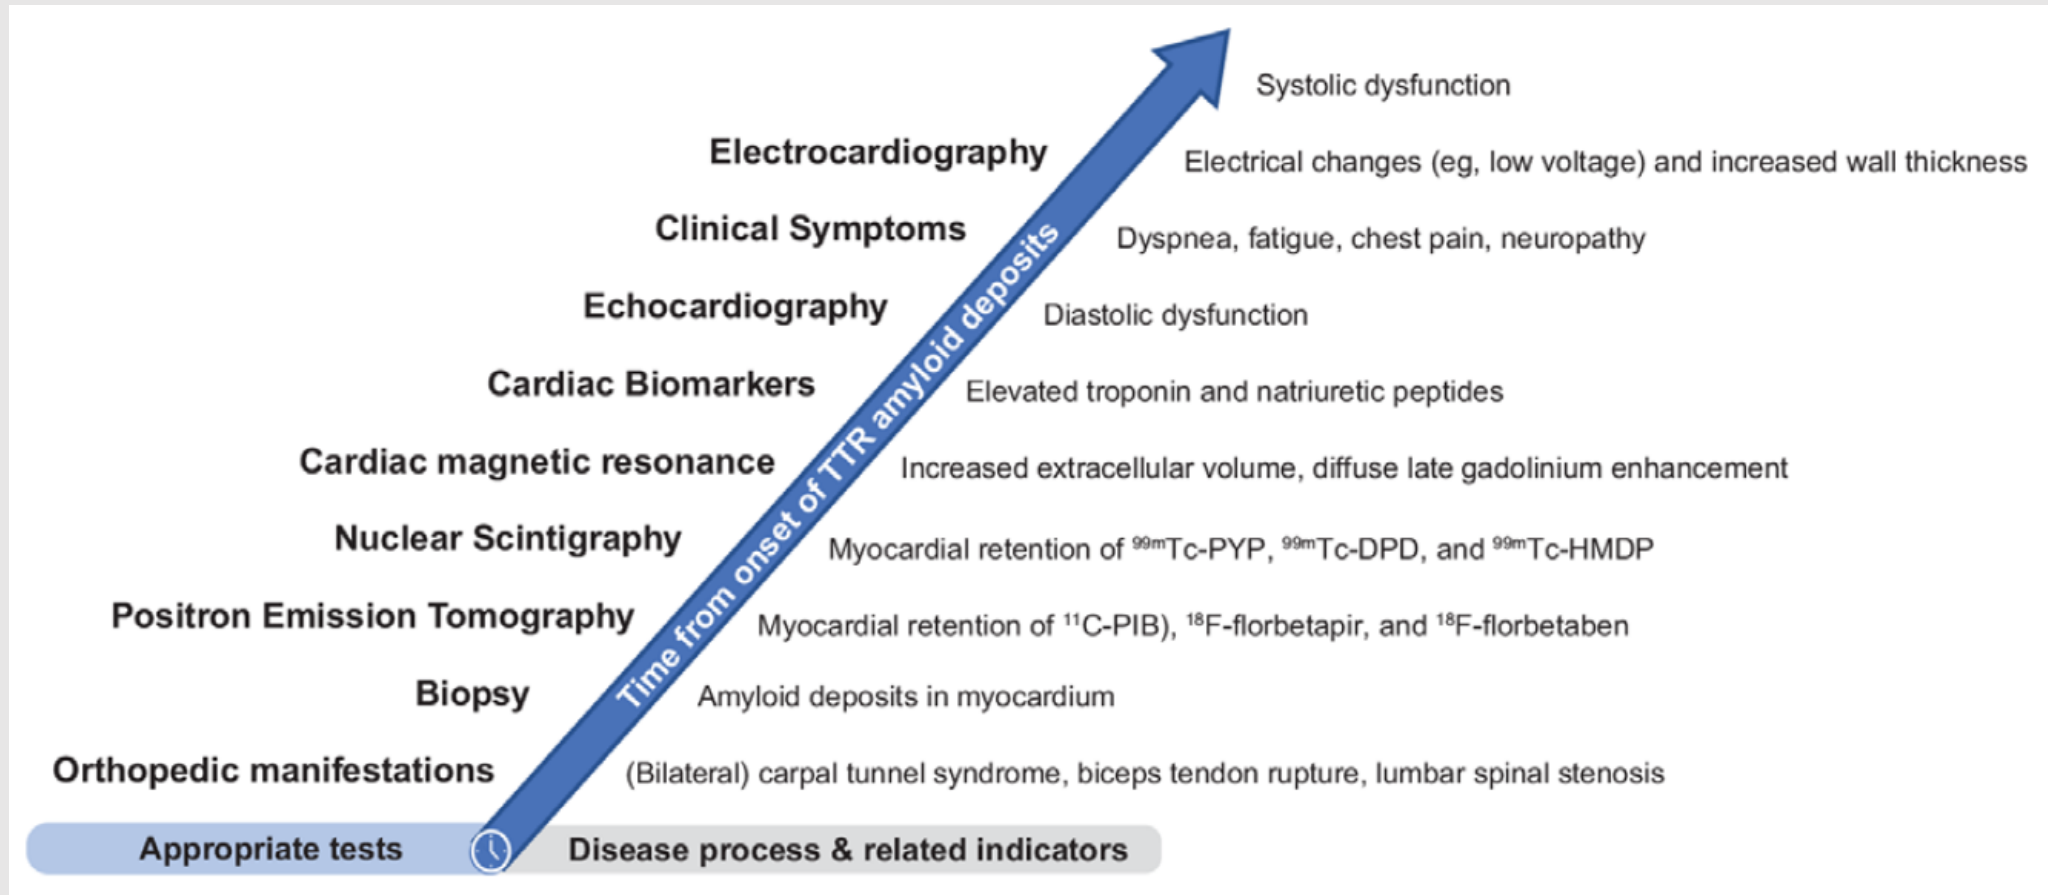 Systolic dysfunction
Electrocardiography
Electrical changes (eg, low voltage) and increased wall thickness
Clinical Symptoms
Dyspnea, fatigue, chest pain, neuropathy
Echocardiography
Diastolic dysfunction
Cardiac Biomarkers
Elevated troponin and natriuretic peptides
Cardiac magnetic resonance
Increased extracellular volume, diffuse late gadolinium enhancement
Nuclear Scintigraphy
Myocardial retention of ⁹⁹ᵐTc-PYP, ⁹⁹ᵐTc-DPD, and ⁹⁹ᵐTc-HMDP
Positron Emission Tomography
Myocardial retention of ¹¹C-PIB), ¹⁸F-florbetapir, and ¹⁸F-florbetaben
Biopsy
Amyloid deposits in myocardium
Orthopedic manifestations
(Bilateral) carpal tunnel syndrome, biceps tendon rupture, lumbar spinal stenosis
Time from onset of TTR amyloid deposits
Appropriate tests
Disease process & related indicators